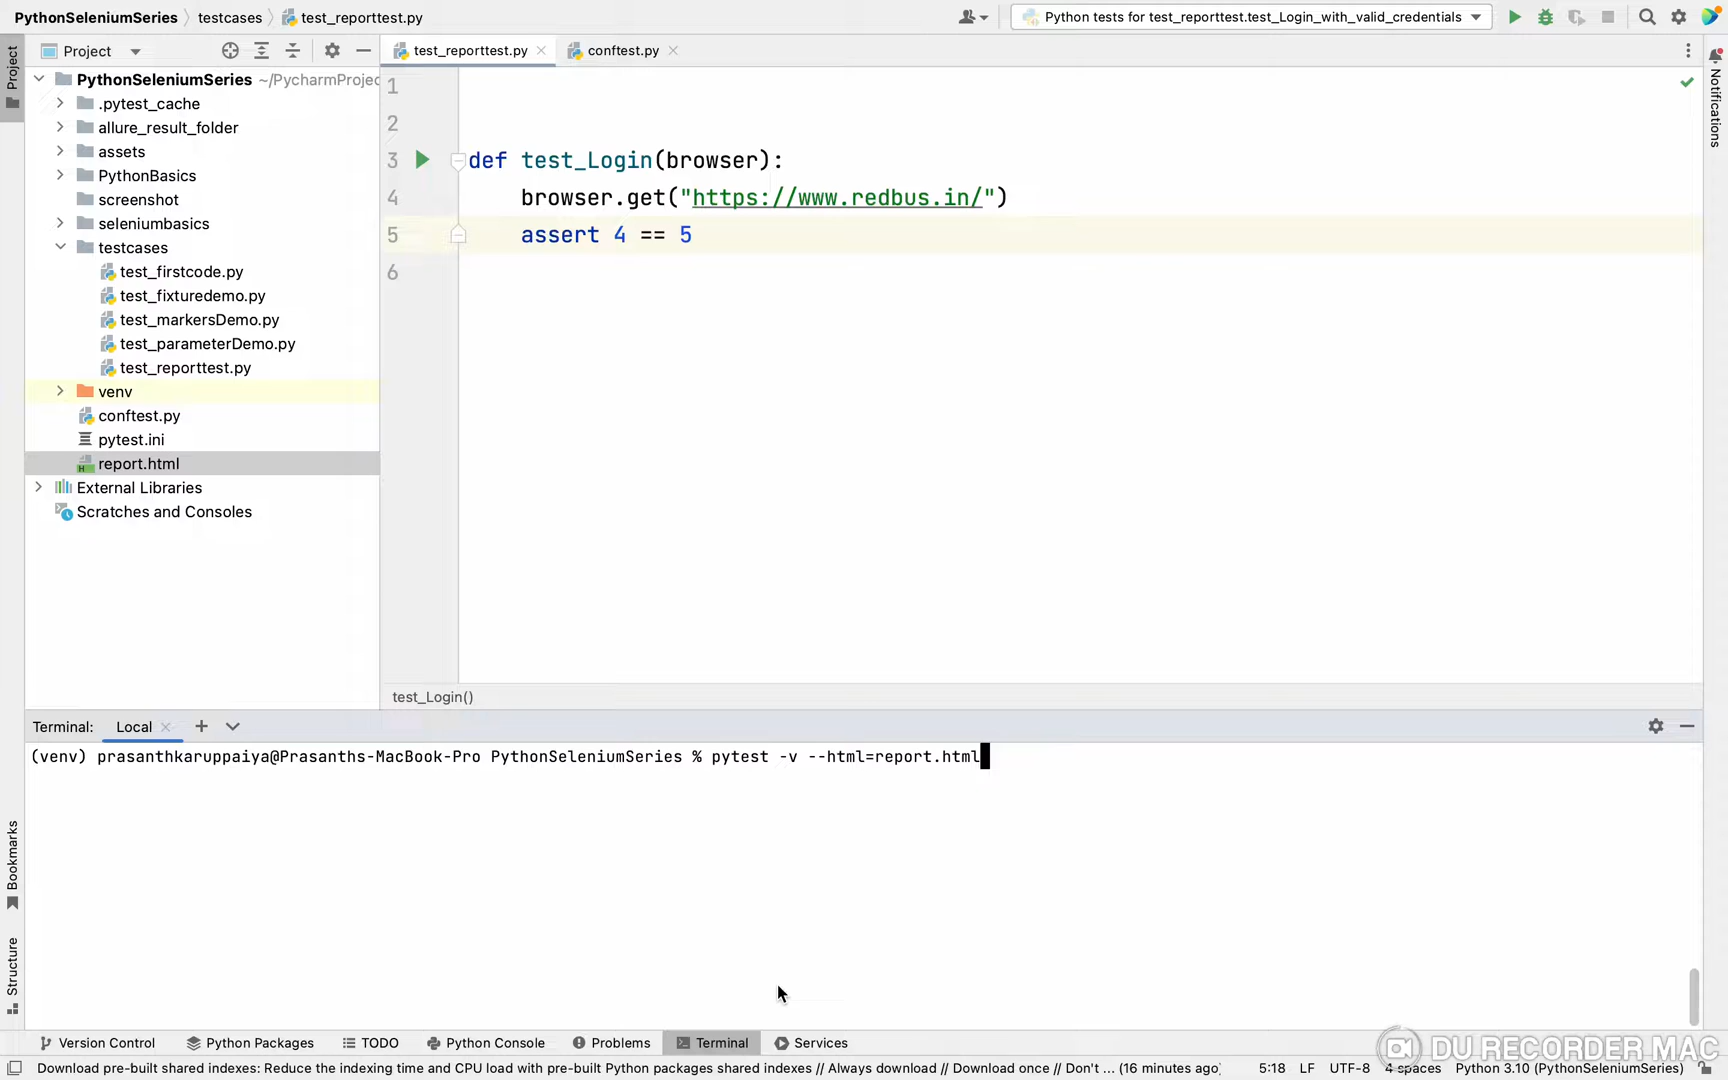 PythonSeleniumSeries testcases test_reporttest.py
Python tests for test_reporttest.test_Login_with_valid_credentials
Project
Project
test_reporttest.py
conftest.py
Notifications
PythonSeleniumSeries ~/PycharmProjec
.pytest_cache
allure_result_folder
assets
PythonBasics
screenshot
seleniumbasics
testcases
test_firstcode.py
test_fixturedemo.py
test_markersDemo.py
test_parameterDemo.py
test_reporttest.py
venv
conftest.py
pytest.ini
report.html
External Libraries
Scratches and Consoles
1
2
3 def test_Login(browser):
4 browser.get("https://www.redbus.in/")
5 assert 4 == 5
6
test_Login()
Terminal: Local
(venv) prasanthkaruppaiya@Prasanths-MacBook-Pro PythonSeleniumSeries % pytest -v --html=report.html
Bookmarks
Structure
Version Control Python Packages TODO Python Console Problems Terminal Services
DU RECORDER MAC
Download pre-built shared indexes: Reduce the indexing time and CPU load with pre-built Python packages shared indexes // Always download // Download once // Don't ... (16 minutes ago) 5:18 LF UTF-8 4 spaces Python 3.10 (PythonSeleniumSeries)